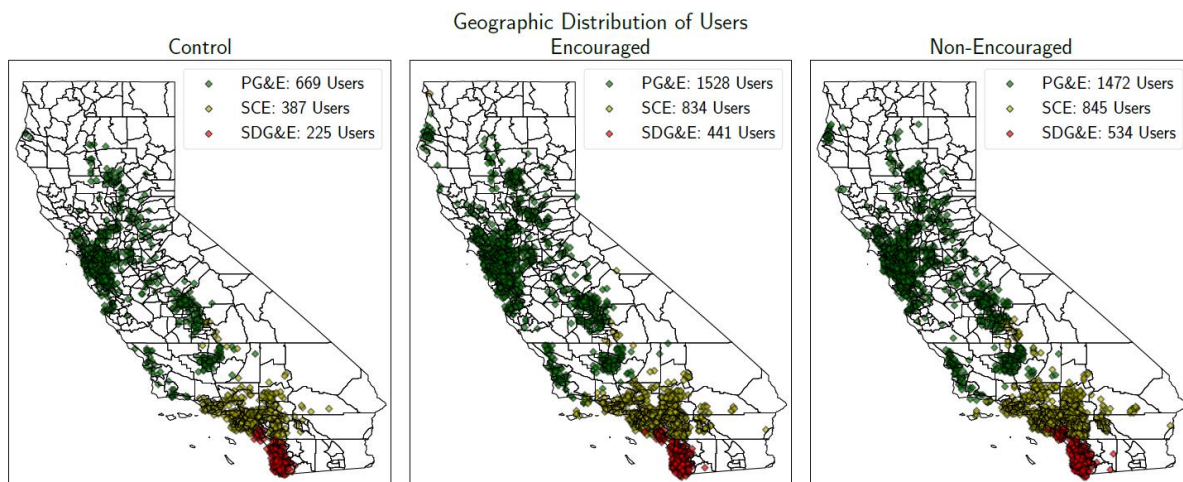 Geographic Distribution of Users
Control
PG&E: 669 Users
SCE: 387 Users
SDG&E: 225 Users
Encouraged
PG&E: 1528 Users
SCE: 834 Users
SDG&E: 441 Users
Non-Encouraged
PG&E: 1472 Users
SCE: 845 Users
SDG&E: 534 Users